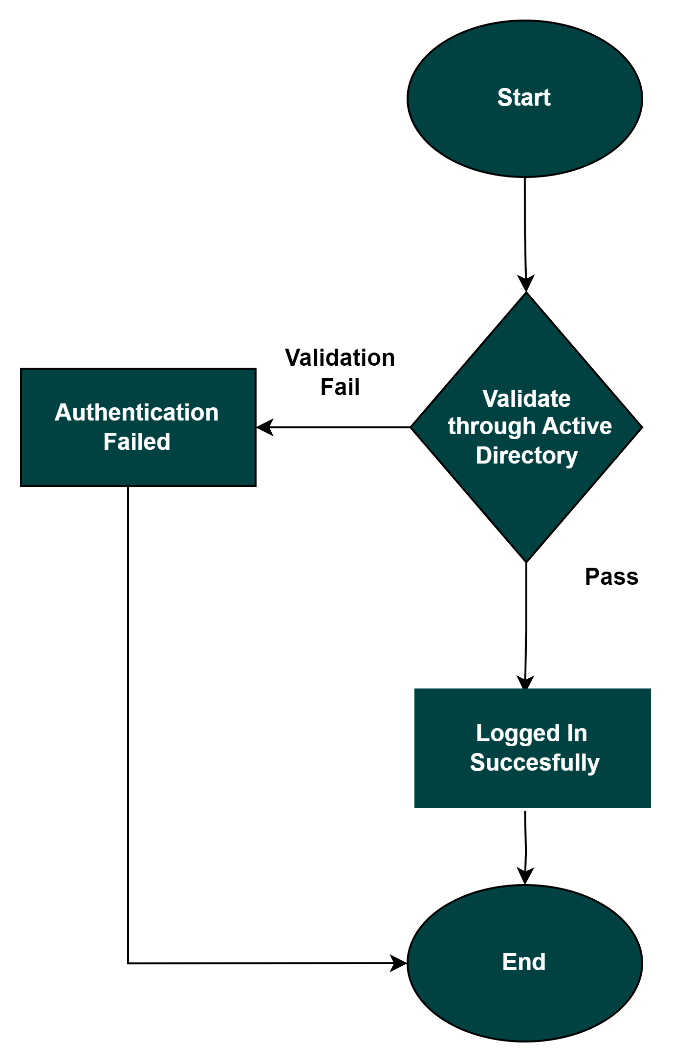 Start
Validation
Fail
Authentication
Failed
Validate
through Active
Directory
Pass
Logged In
Succesfully
End